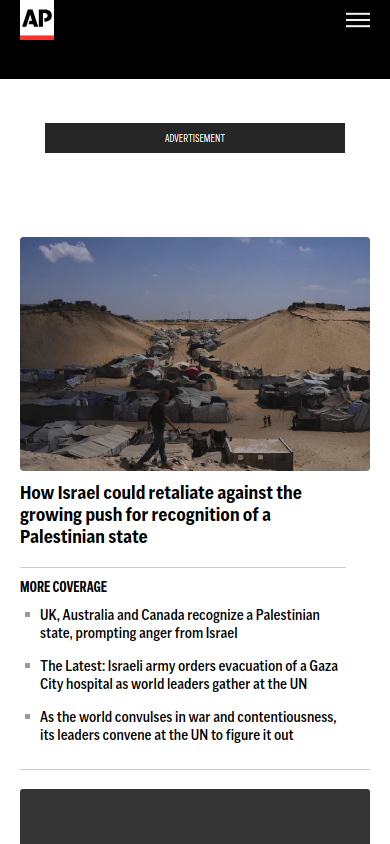 AP
ADVERTISEMENT
How Israel could retaliate against the
growing push for recognition of a
Palestinian state
MORE COVERAGE
UK, Australia and Canada recognize a Palestinian
state, prompting anger from Israel
The Latest: Israeli army orders evacuation of a Gaza
City hospital as world leaders gather at the UN
As the world convulses in war and contentiousness,
its leaders convene at the UN to figure it out